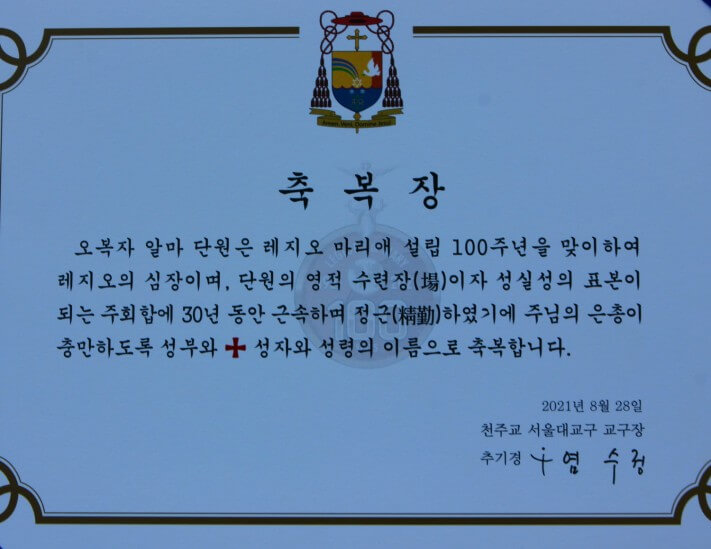 Amen. Veni, Domine Jesu!
축복장
오복자 알마 단원은 레지오 마리애 설립 100주년을 맞이하여
레지오의 심장이며, 단원의 영적 수련장(場)이자 성실성의 표본이
되는 주회합에 30년 동안 근속하며 정근(精勤)하였기에 주님의 은총이
충만하도록 성부와 ✚ 성자와 성령의 이름으로 축복합니다.
100
2021년 8월 28일
천주교 서울대교구 교구장
추기경 염 수 정